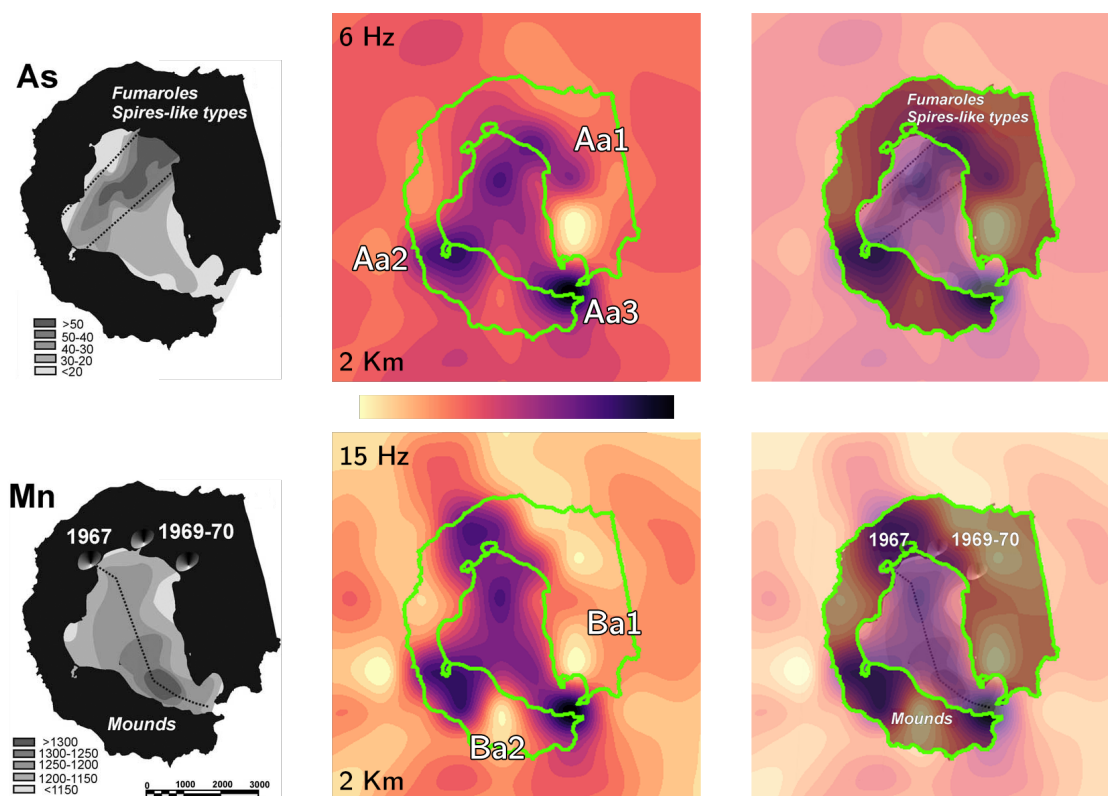 As
Fumaroles
Spires-like types
>50
50-40
40-30
30-20
<20
6 Hz
Aa1
Aa2
Aa3
2 Km
Fumaroles
Spires-like types
Mn
1967
1969-70
Mounds
>1300
1300-1250
1250-1200
1200-1150
<1150
0 1000 2000 3000
15 Hz
Ba1
Ba2
2 Km
1967
1969-70
Mounds